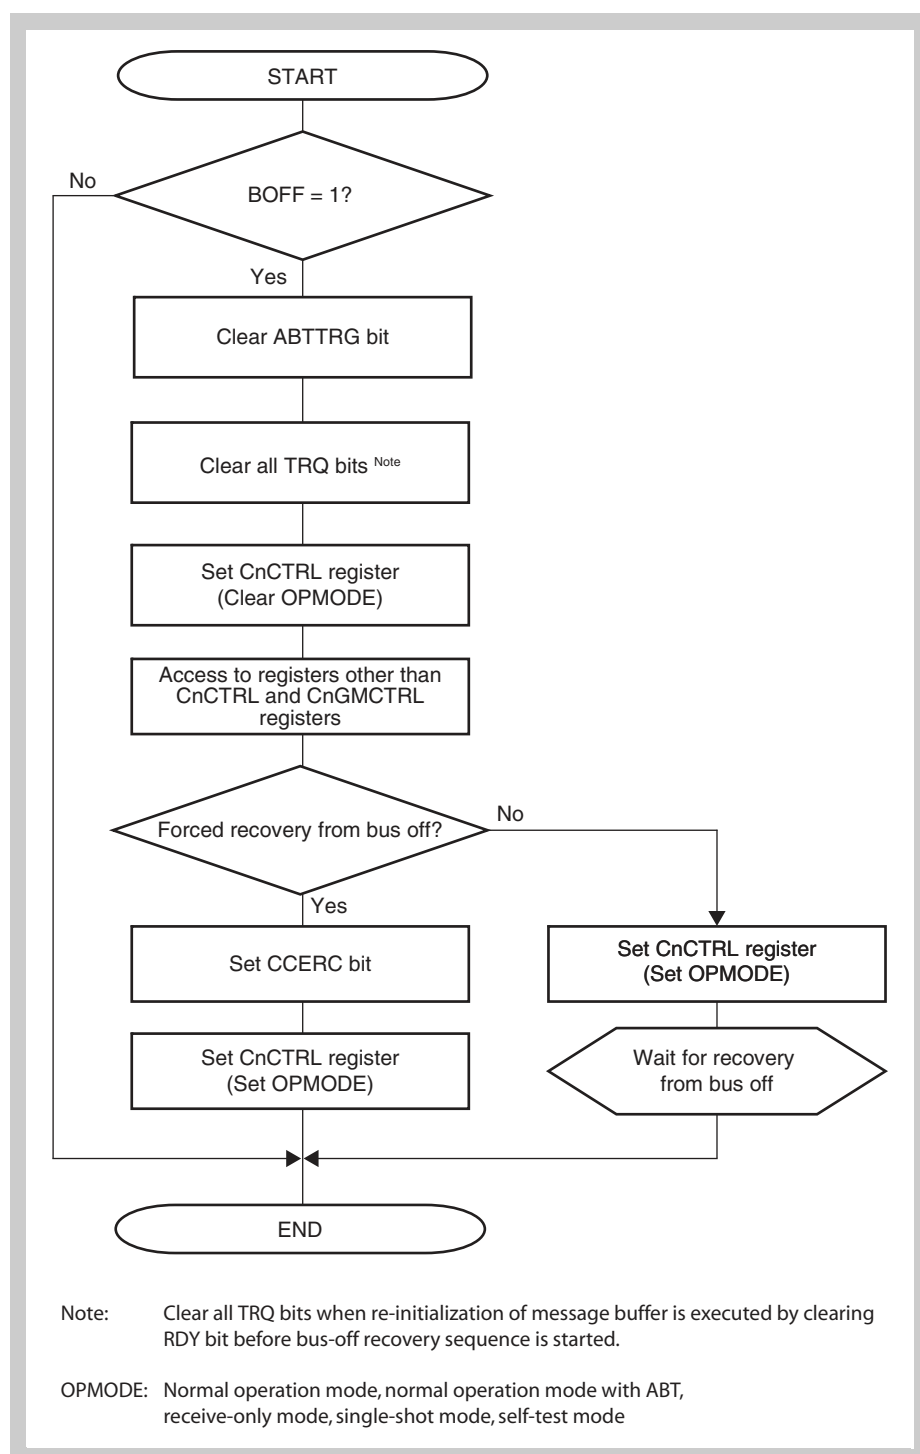 START
No
BOFF = 1?
Yes
Clear ABTTRG bit
Clear all TRQ bits Note
Set CnCTRL register
(Clear OPMODE)
Access to registers other than
CnCTRL and CnGMCTRL
registers
Forced recovery from bus off?
No
Yes
Set CCERC bit
Set CnCTRL register
(Set OPMODE)
Set CnCTRL register
(Set OPMODE)
Wait for recovery
from bus off
END
Note: Clear all TRQ bits when re-initialization of message buffer is executed by clearing
RDY bit before bus-off recovery sequence is started.
OPMODE: Normal operation mode, normal operation mode with ABT,
receive-only mode, single-shot mode, self-test mode